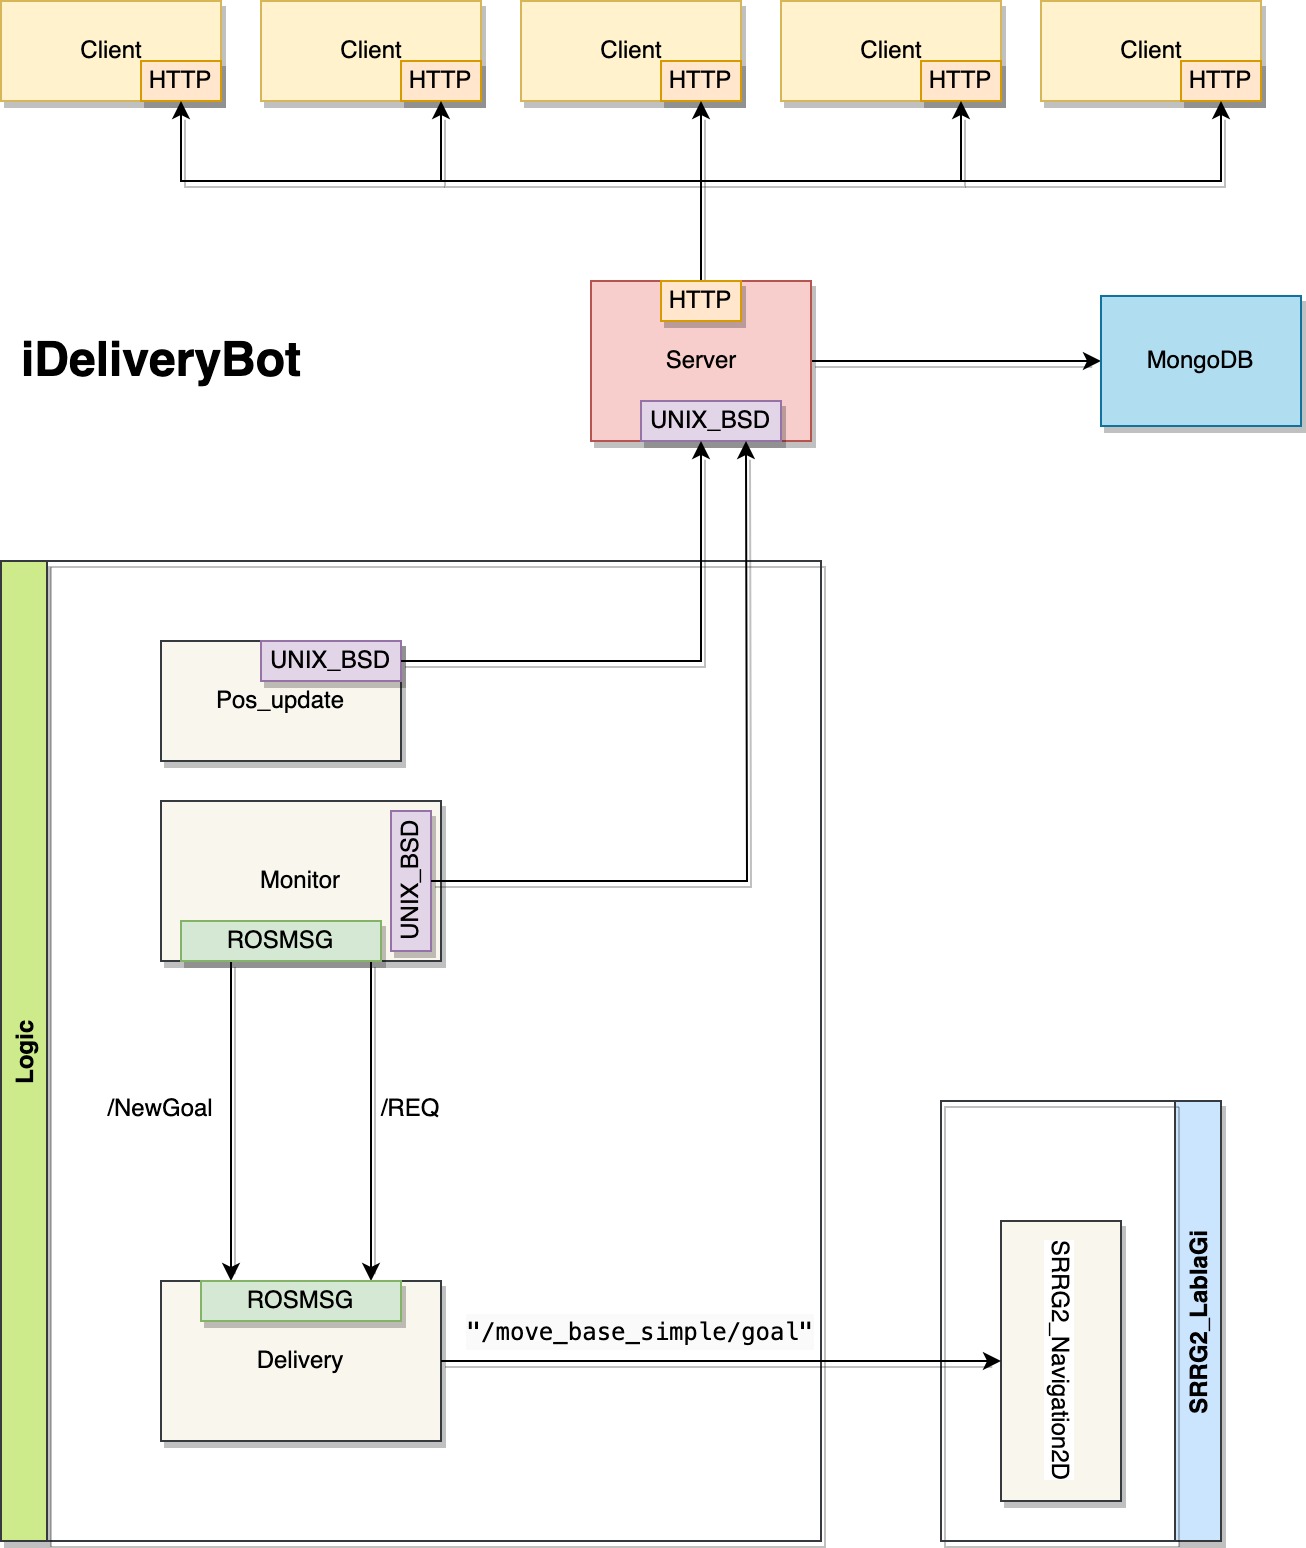 Client
HTTP
Client
HTTP
Client
HTTP
Client
HTTP
Client
HTTP
HTTP
Server
UNIX_BSD
MongoDB
iDeliveryBot
Logic
UNIX_BSD
Pos_update
Monitor
UNIX_BSD
ROSMSG
/NewGoal
/REQ
ROSMSG
Delivery
"/move_base_simple/goal"
SRRG2_Navigation2D
SRRG2_LabIaGi